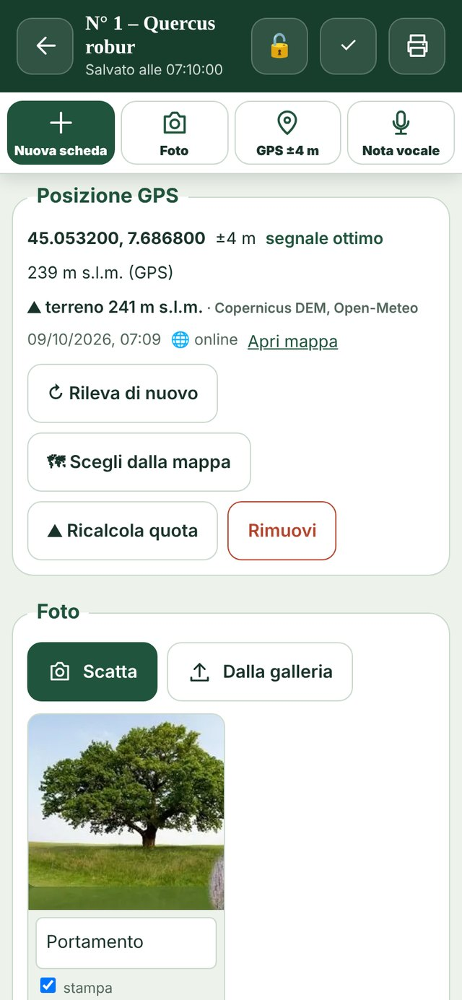 N° 1 – Quercus
robur
Salvato alle 07:10:00
Nuova scheda
Foto
GPS ±4 m
Nota vocale
Posizione GPS
45.053200, 7.686800 ±4 m segnale ottimo
239 m s.l.m. (GPS)
▲ terreno 241 m s.l.m. · Copernicus DEM, Open-Meteo
09/10/2026, 07:09 🌐 online Apri mappa
↻ Rileva di nuovo
🗺 Scegli dalla mappa
▲ Ricalcola quota
Rimuovi
Foto
Scatta
Dalla galleria
Portamento
stampa